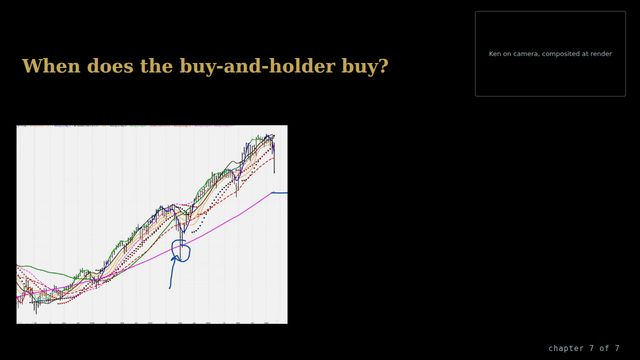 Ken on camera, composited at render
When does the buy-and-holder buy?
chapter 7 of 7